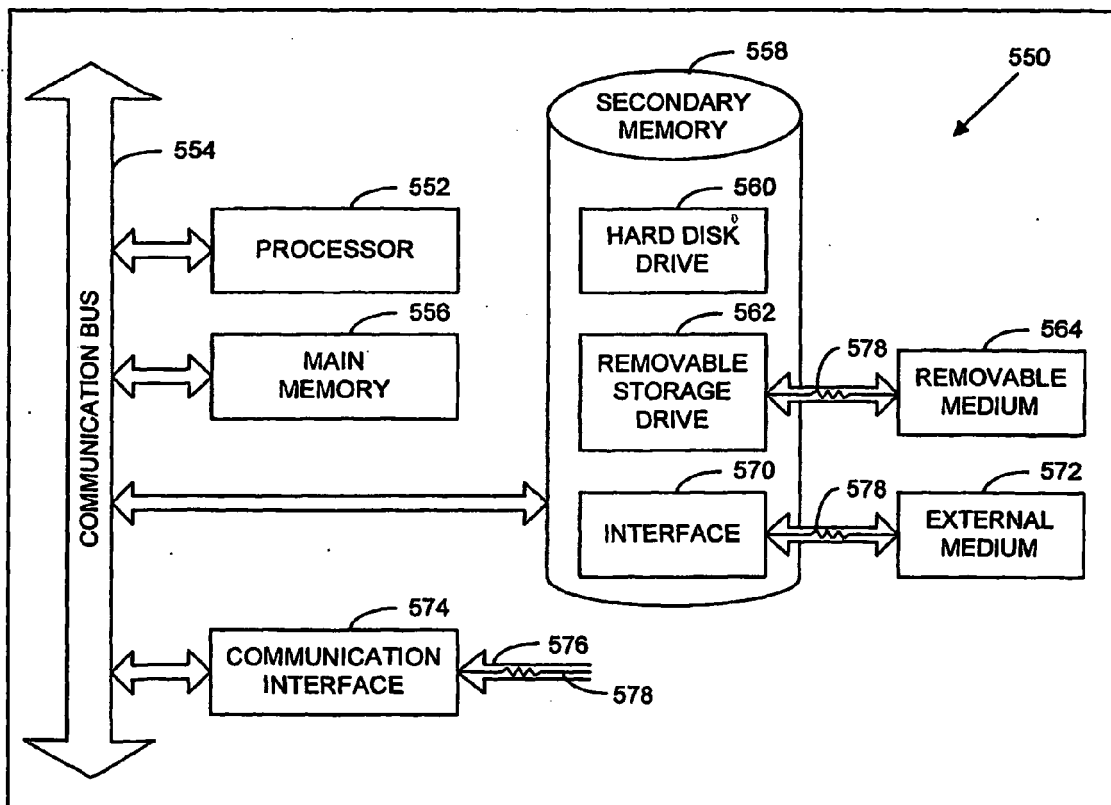 558
550
SECONDARY
MEMORY
554
552
560
PROCESSOR
HARD DISK
DRIVE
COMMUNICATION BUS
556
562
564
MAIN
MEMORY
REMOVABLE
STORAGE
DRIVE
578
REMOVABLE
MEDIUM
570
572
INTERFACE
578
EXTERNAL
MEDIUM
574
576
COMMUNICATION
INTERFACE
578